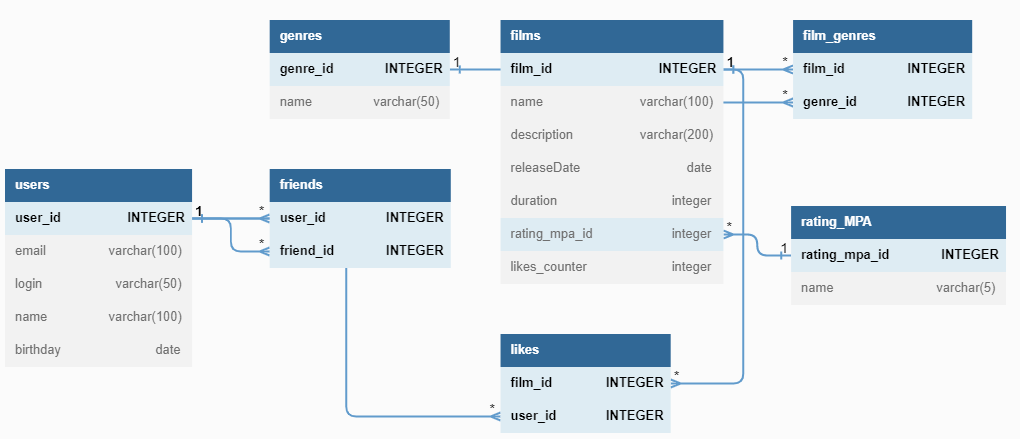 genres
genre_id INTEGER
name varchar(50)
films
film_id INTEGER
name varchar(100)
description varchar(200)
releaseDate date
duration integer
rating_mpa_id integer
likes_counter integer
film_genres
film_id INTEGER
genre_id INTEGER
users
user_id INTEGER
email varchar(100)
login varchar(50)
name varchar(100)
birthday date
friends
user_id INTEGER
friend_id INTEGER
rating_MPA
rating_mpa_id INTEGER
name varchar(5)
likes
film_id INTEGER
user_id INTEGER
1
1
*
*
1
*
*
*
1
*
*